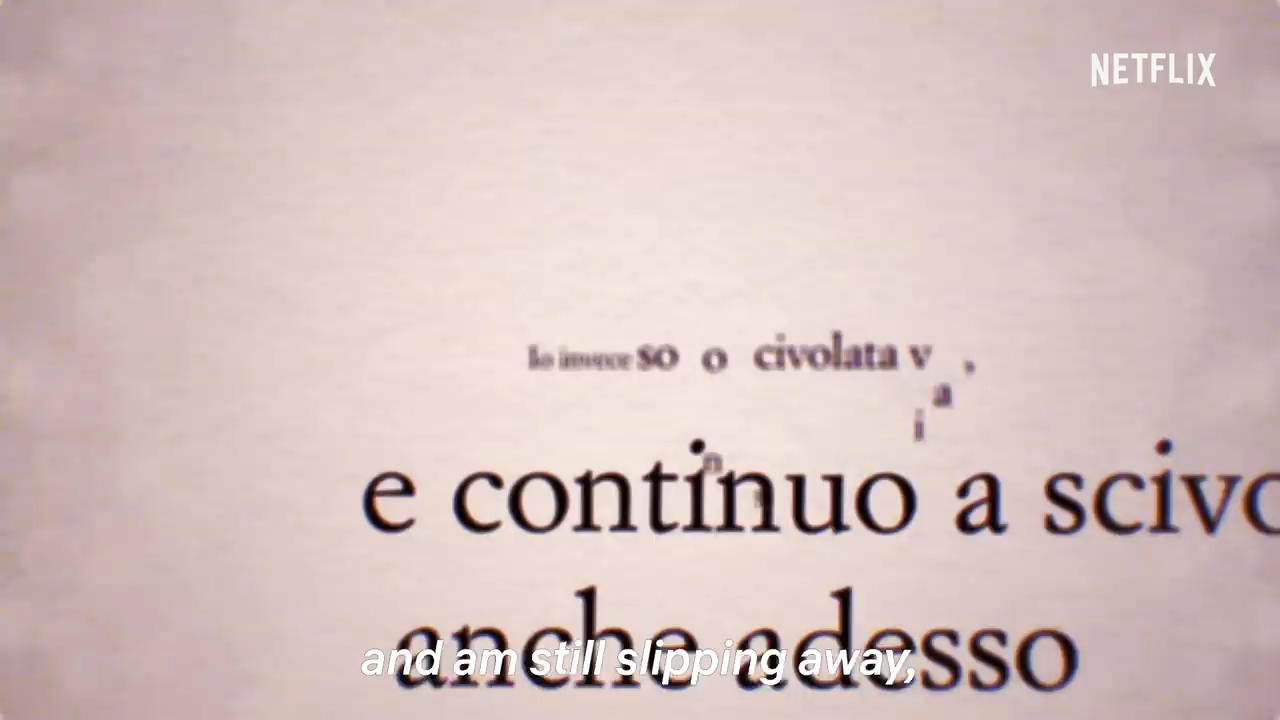 NETFLIX
Io invece so o civolata v ,
a
i
n
e continuo a scivo
anche adesso
and am still slipping away,